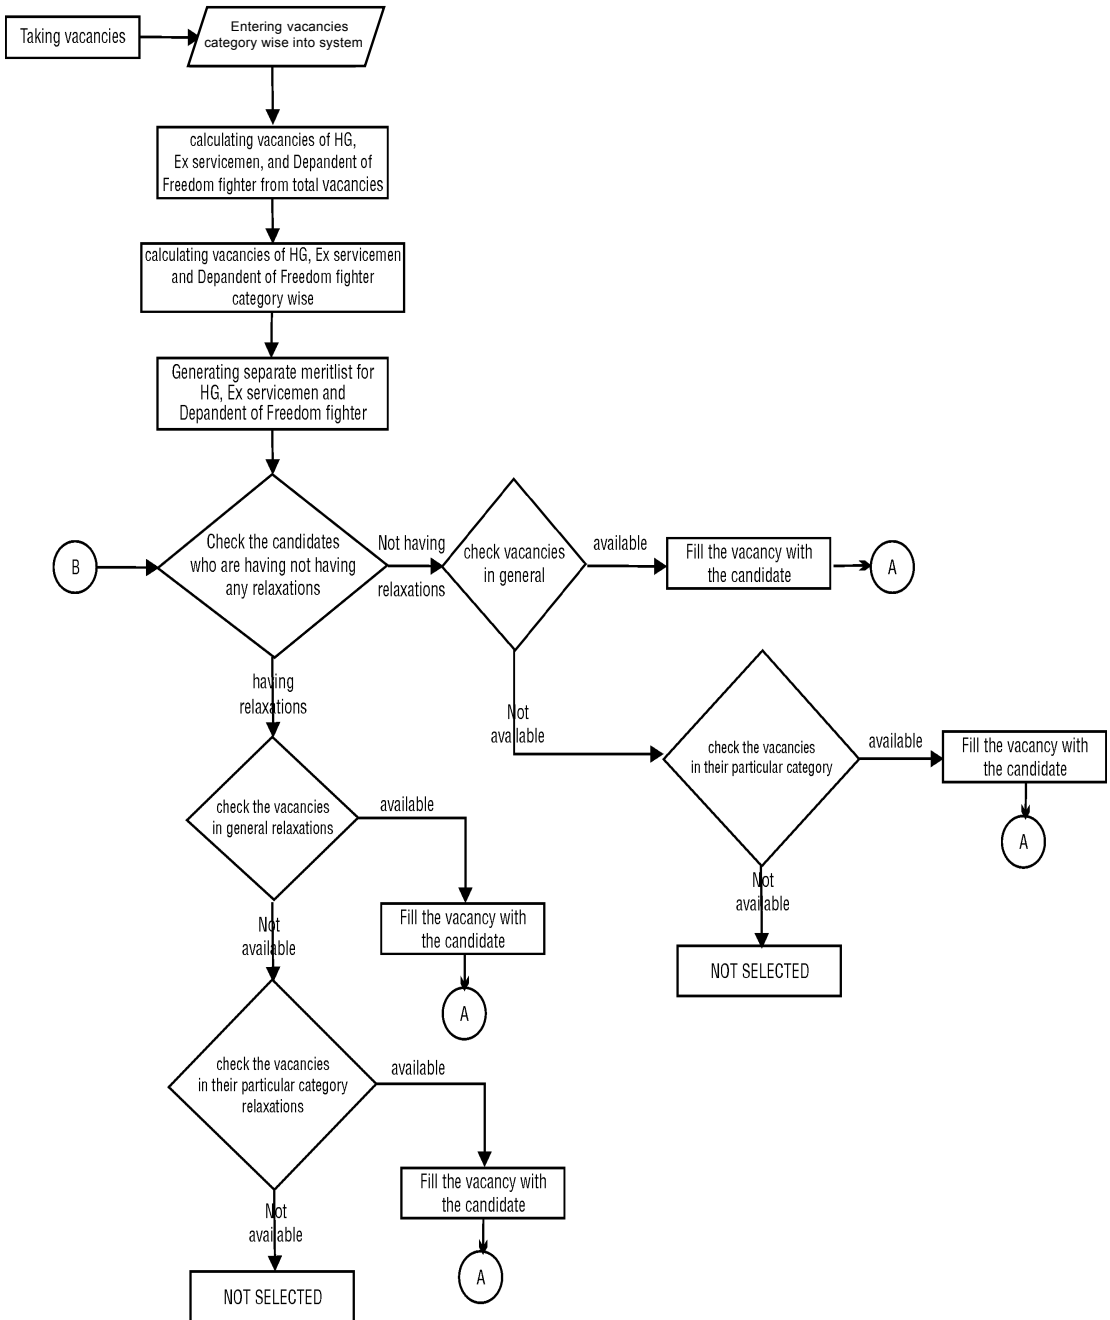 Taking vacancies
Entering vacancies
category wise into system
calculating vacancies of HG,
Ex servicemen, and Depandent of
Freedom fighter from total vacancies
calculating vacancies of HG, Ex servicemen
and Depandent of Freedom fighter
category wise
Generating separate meritlist for
HG, Ex servicemen and
Depandent of Freedom fighter
B
Check the candidates
who are having not having
any relaxations
Not having
relaxations
check vacancies
in general
available
Fill the vacancy with
the candidate
A
having
relaxations
Not
available
check the vacancies
in their particular category
available
Fill the vacancy with
the candidate
A
Not
available
NOT SELECTED
check the vacancies
in general relaxations
available
Fill the vacancy with
the candidate
A
Not
available
check the vacancies
in their particular category
relaxations
available
Fill the vacancy with
the candidate
A
Not
available
NOT SELECTED